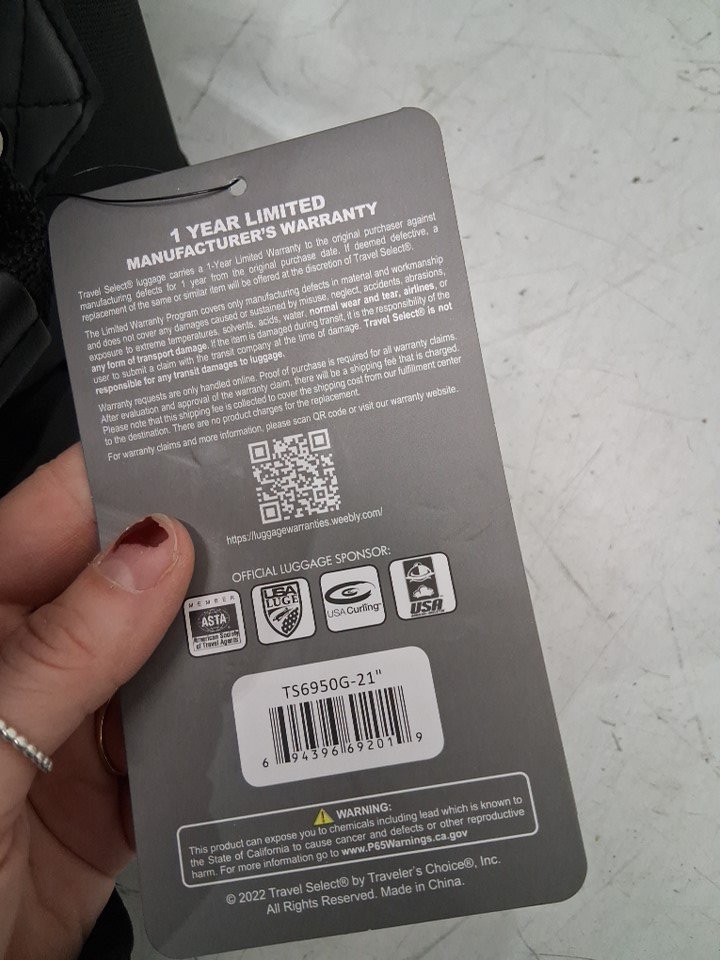 1 YEAR LIMITED
MANUFACTURER'S WARRANTY
Travel Select® luggage carries a 1-Year Limited Warranty to the original purchaser against
manufacturing defects for 1 year from the original purchase date. If deemed defective, a
replacement of the same or similar item will be offered at the discretion of Travel Select®.
The Limited Warranty Program covers only manufacturing defects in material and workmanship
and does not cover any damages caused or sustained by misuse, neglect, accidents, abrasions,
exposure to extreme temperatures, solvents, acids, water, normal wear and tear, airlines, or
any form of transport damage. If the item is damaged during transit, it is the responsibility of the
user to submit a claim with the transit company at the time of damage. Travel Select® is not
responsible for any transit damages to luggage.
Warranty requests are only handled online. Proof of purchase is required for all warranty claims.
After evaluation and approval of the warranty claim, there will be a shipping fee that is charged.
Please note that this shipping fee is collected to cover the shipping cost from our fulfillment center
to the destination. There are no product charges for the replacement.
For warranty claims and more information, please scan QR code or visit our warranty website.
https://luggagewarranties.weebly.com/
OFFICIAL LUGGAGE SPONSOR:
MEMBER
ASTA
American Society
of Travel Agents
USA
LUGE
USA Curling
USA
TS6950G-21"
6 94396 69201 9
WARNING:
This product can expose you to chemicals including lead which is known to
the State of California to cause cancer and defects or other reproductive
harm. For more information go to www.P65Warnings.ca.gov
© 2022 Travel Select® by Traveler's Choice®, Inc.
All Rights Reserved. Made in China.